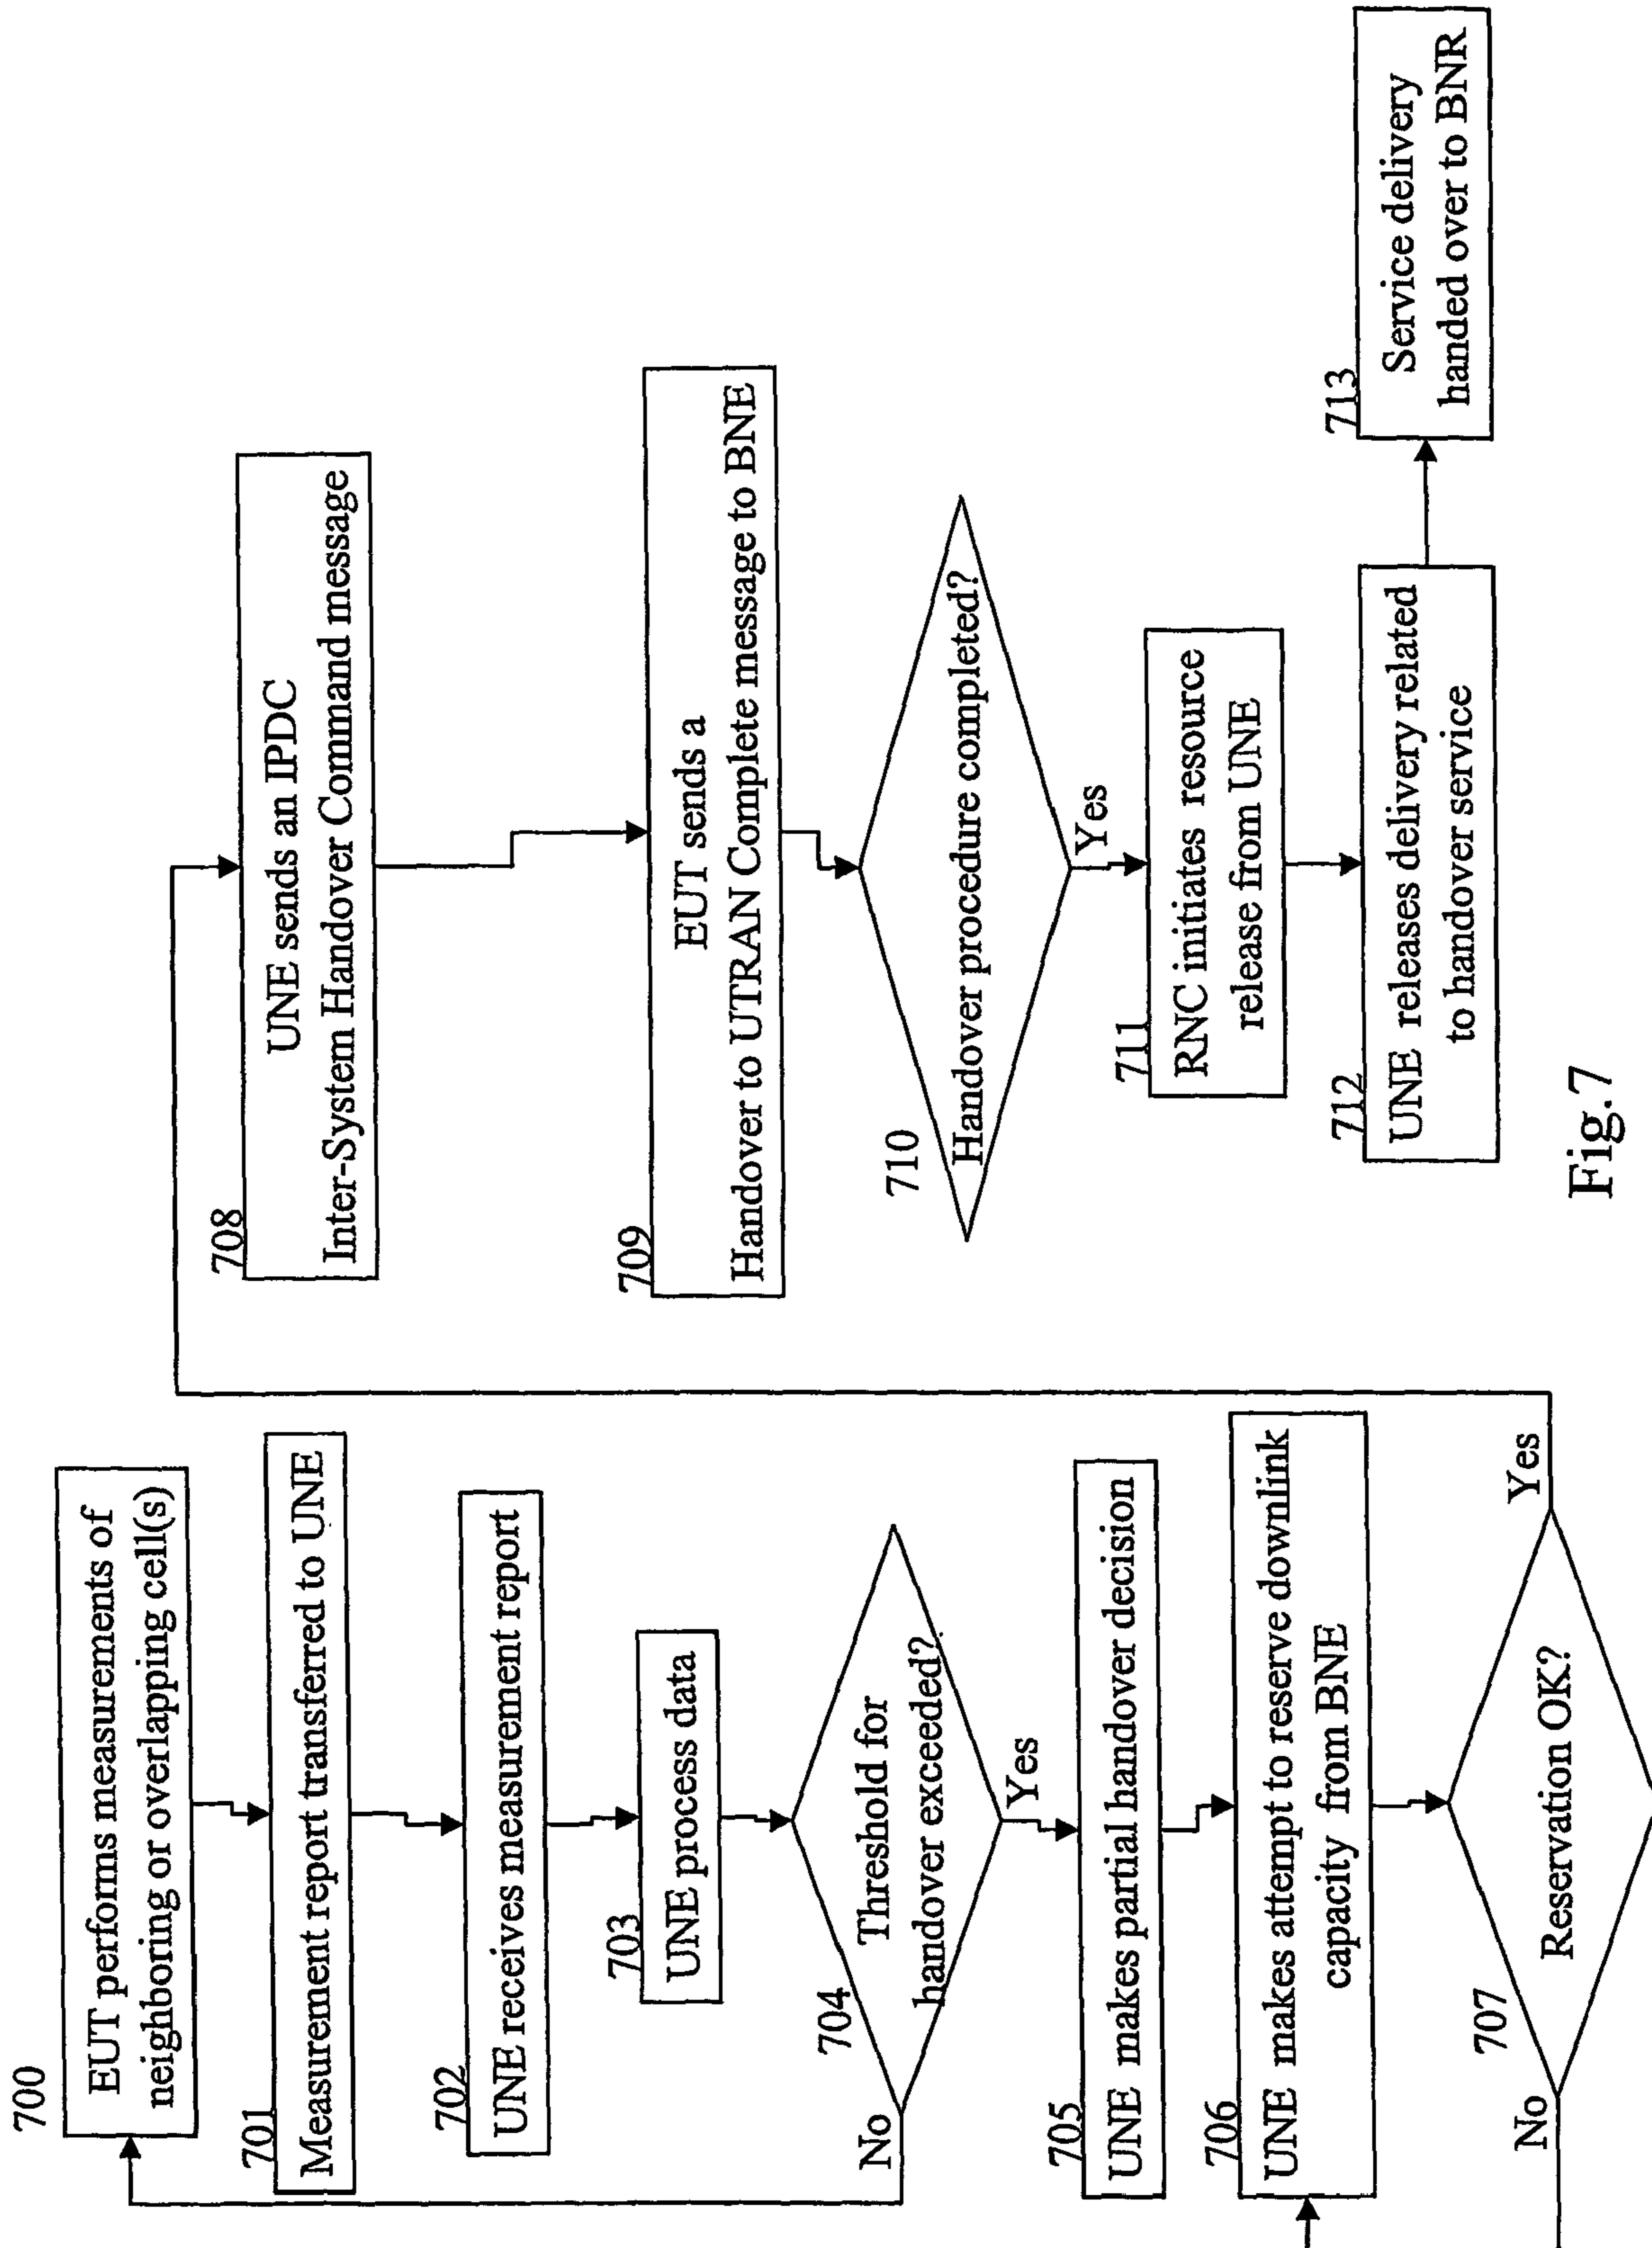 700
EUT performs measurements of
neighboring or overlapping cell(s)
701
Measurement report transferred to UNE
702
UNE receives measurement report
703
UNE process data
704
Threshold for
handover exceeded?
No
Yes
705
UNE makes partial handover decision
706
UNE makes attempt to reserve downlink
capacity from BNE
707
Reservation OK?
No
Yes
708
UNE sends an IPDC
Inter-System Handover Command message
709
EUT sends a
Handover to UTRAN Complete message to BNE
710
Handover procedure completed?
Yes
711
RNC initiates resource
release from UNE
712
UNE releases delivery related
to handover service
713
Service delivery
handed over to BNR
Fig.7